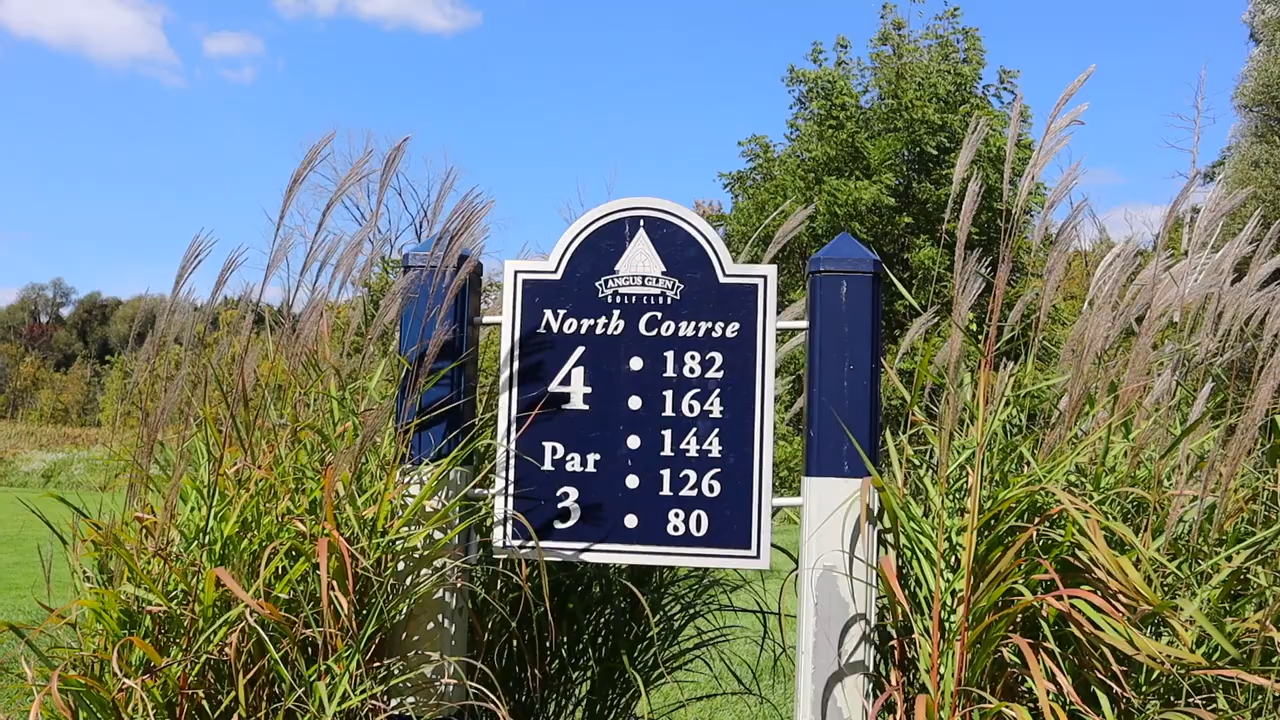 ANGUS GLEN
GOLF CLUB
North Course
4
Par
3
• 182
• 164
• 144
• 126
• 80